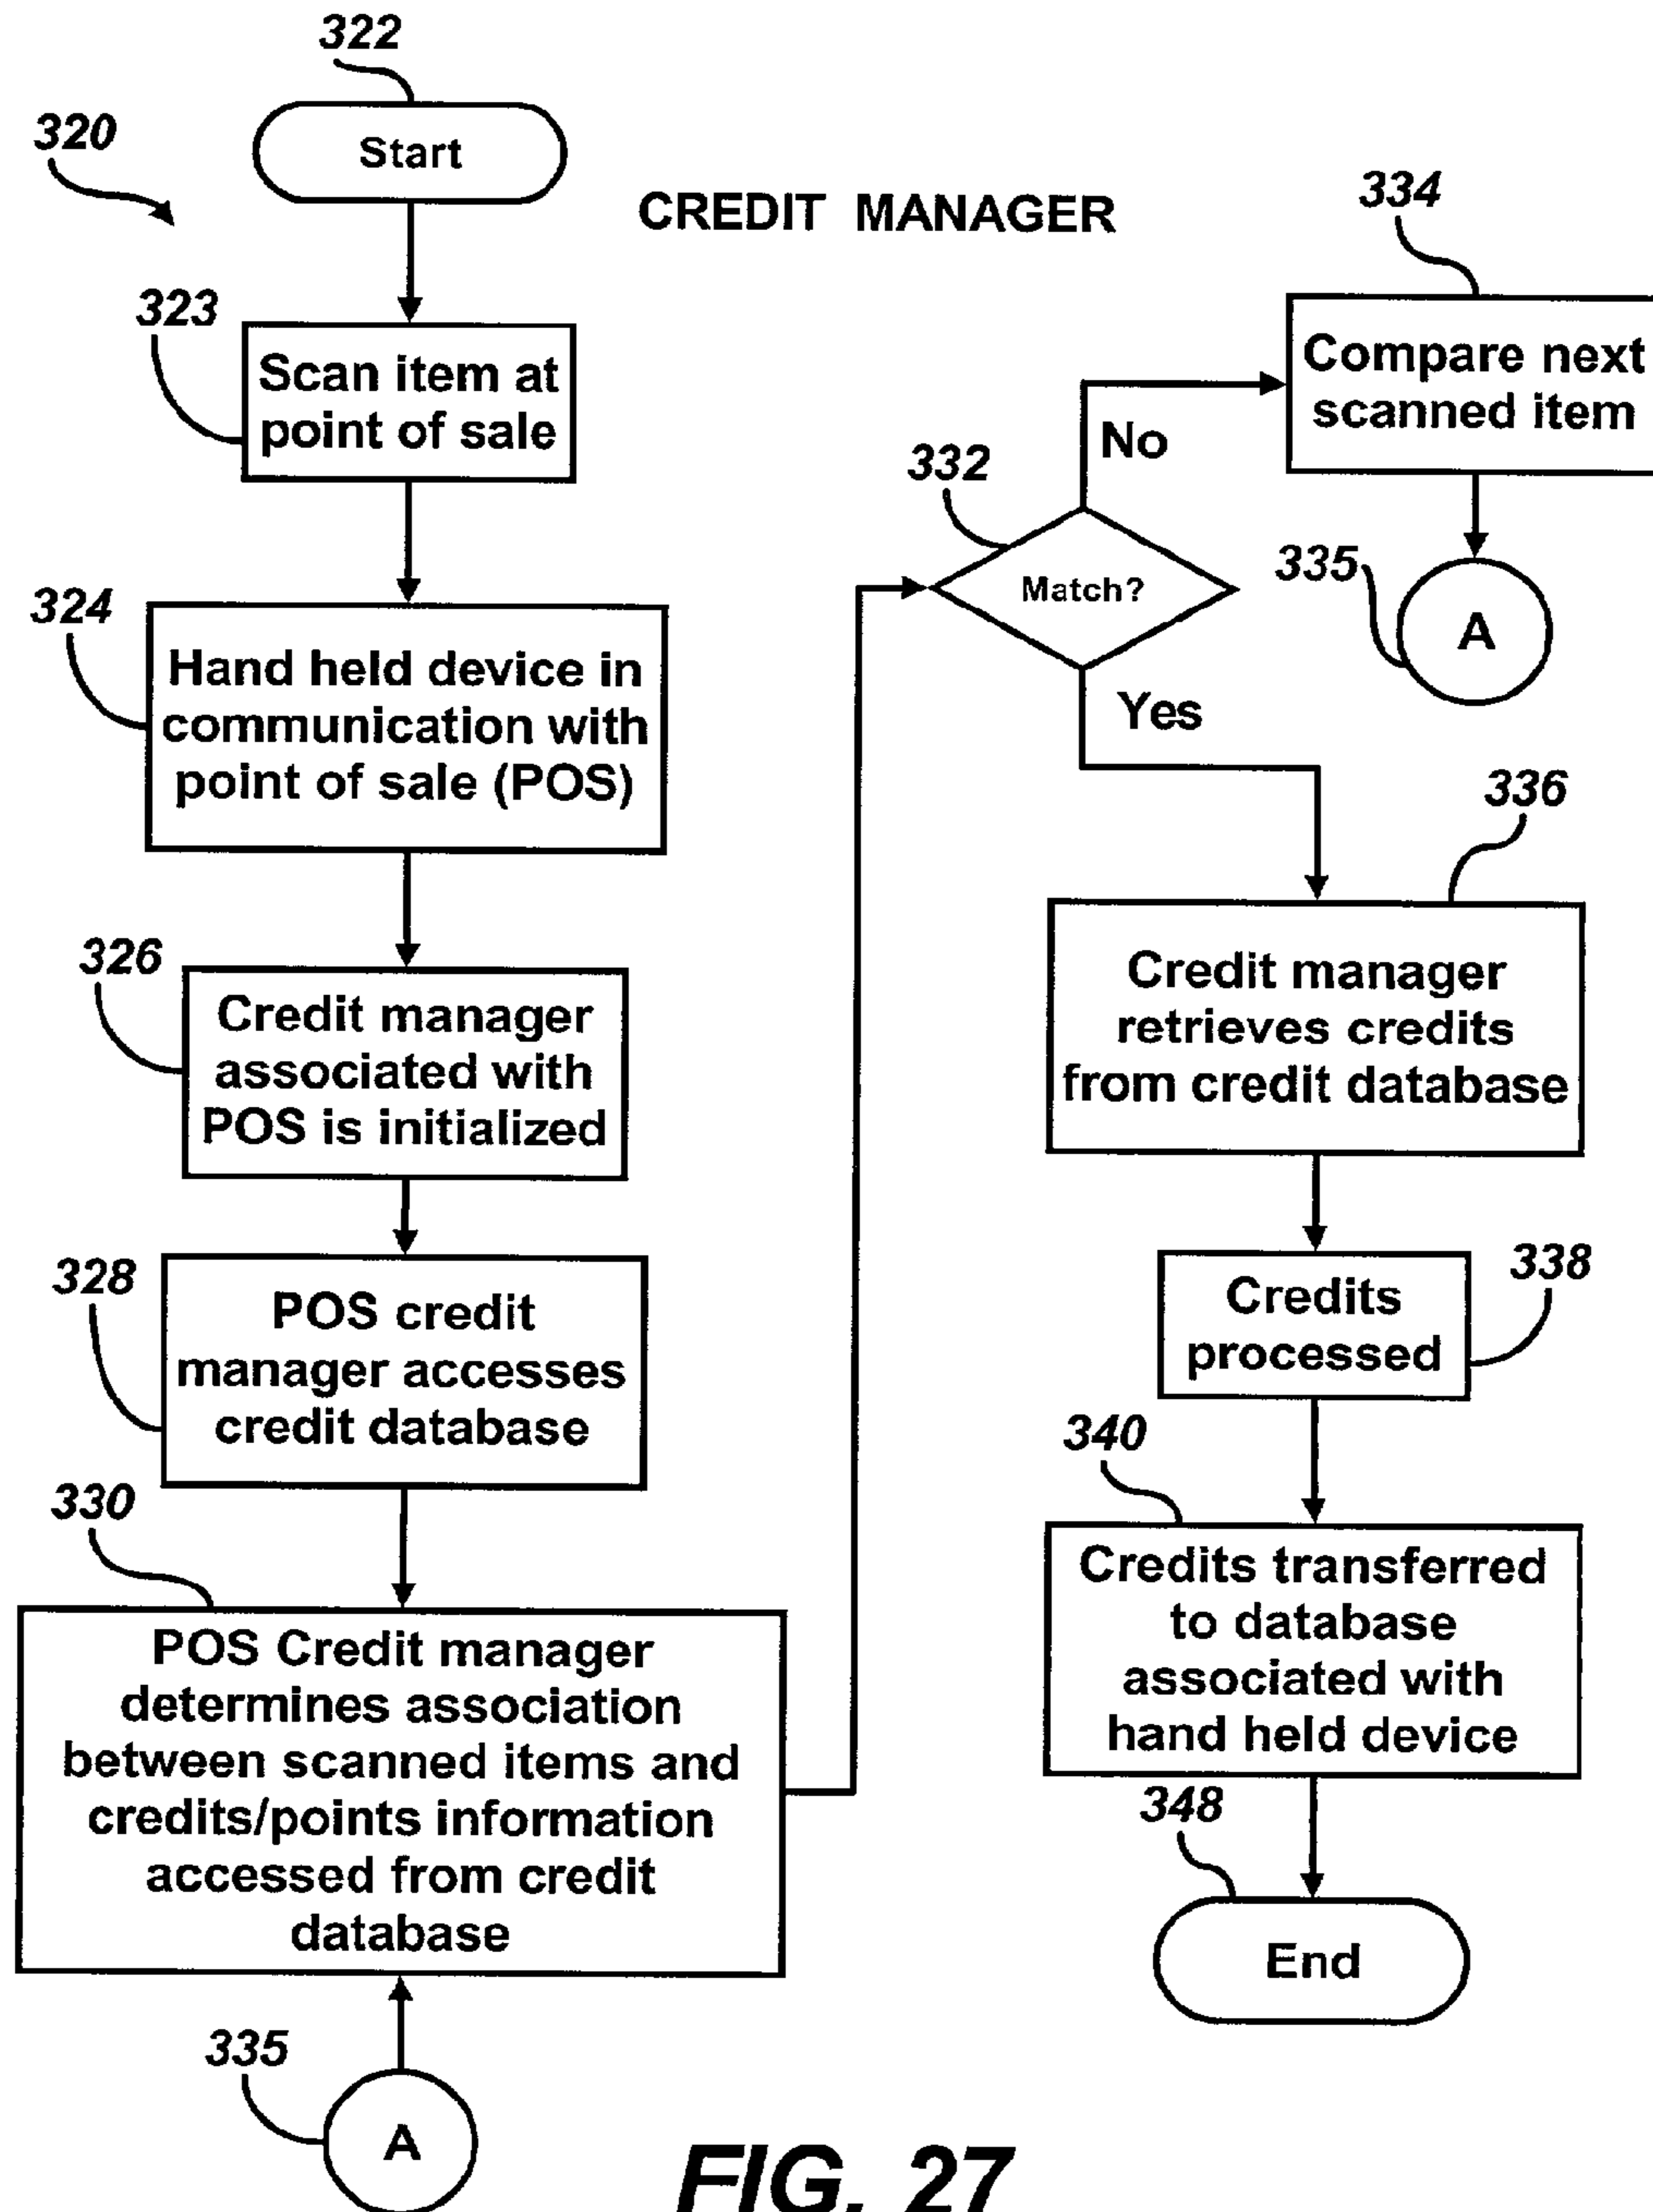 322
Start
320
CREDIT MANAGER
323
Scan item at
point of sale
324
Hand held device in
communication with
point of sale (POS)
326
Credit manager
associated with
POS is initialized
328
POS credit
manager accesses
credit database
330
POS Credit manager
determines association
between scanned items and
credits/points information
accessed from credit
database
335
A
332
Match?
No
Yes
334
Compare next
scanned item
335
A
336
Credit manager
retrieves credits
from credit database
338
Credits
processed
340
Credits transferred
to database
associated with
hand held device
348
End
FIG. 27